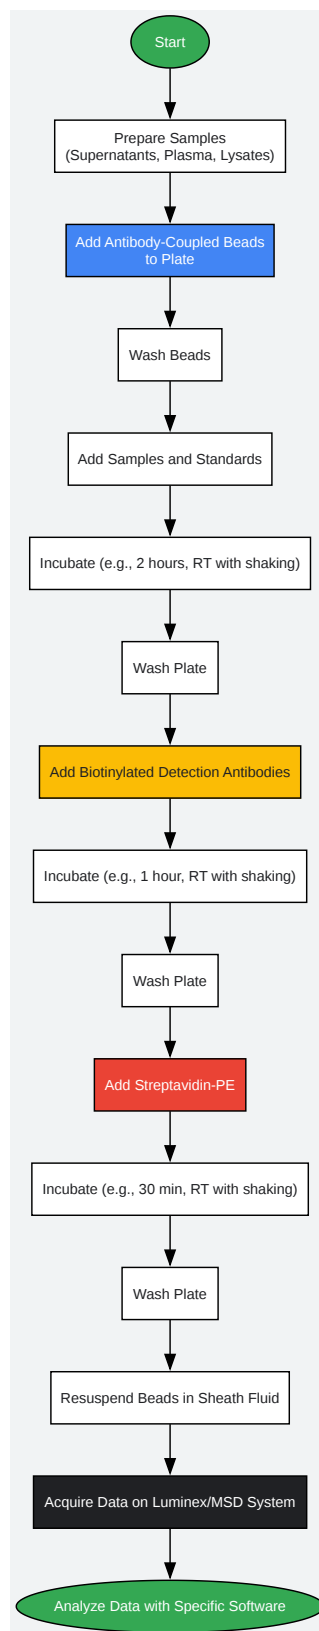 Start
Prepare Samples
(Supernatants, Plasma, Lysates)
Add Antibody-Coupled Beads
to Plate
Wash Beads
Add Samples and Standards
Incubate (e.g., 2 hours, RT with shaking)
Wash Plate
Add Biotinylated Detection Antibodies
Incubate (e.g., 1 hour, RT with shaking)
Wash Plate
Add Streptavidin-PE
Incubate (e.g., 30 min, RT with shaking)
Wash Plate
Resuspend Beads in Sheath Fluid
Acquire Data on Luminex/MSD System
Analyze Data with Specific Software